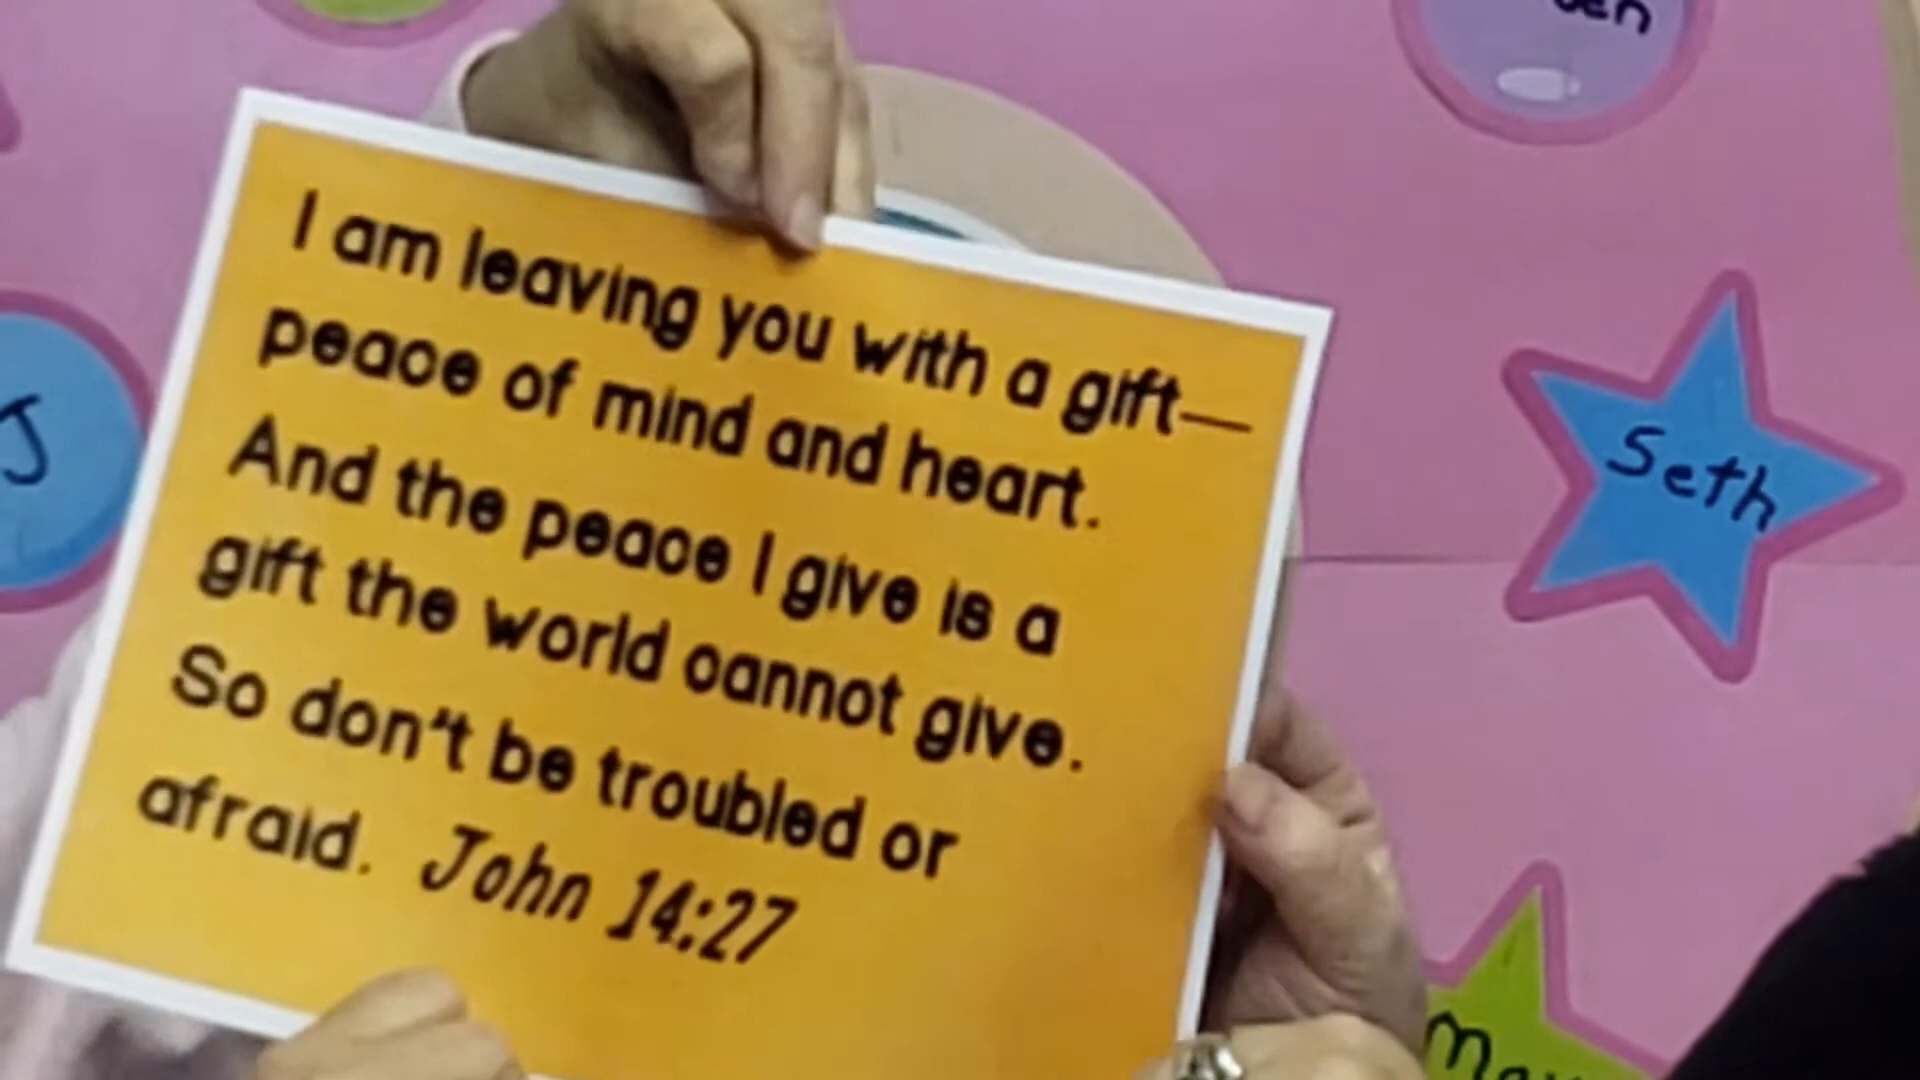 I am leaving you with a gift—
peace of mind and heart.
And the peace I give is a
gift the world cannot give.
So don't be troubled or
afraid. John 14:27
J
Seth